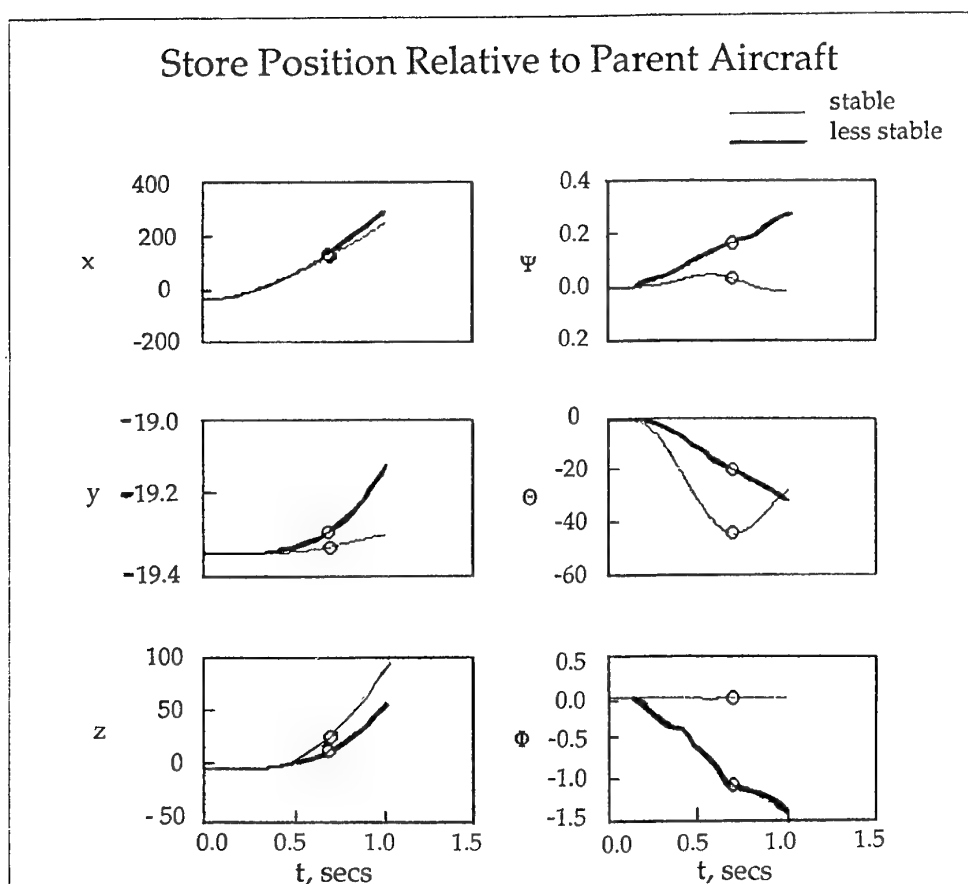 Store Position Relative to Parent Aircraft
stable
less stable
400
200
x
0
-200
0.4
0.2
Ψ
0.0
0.2
-19.0
y -19.2
-19.4
0
-20
Θ
-40
-60
100
50
z
0
-50
0.0 0.5 1.0 1.5
t, secs
0.5
0.0
Φ -0.5
-1.0
-1.5
0.0 0.5 1.0 1.5
t, secs